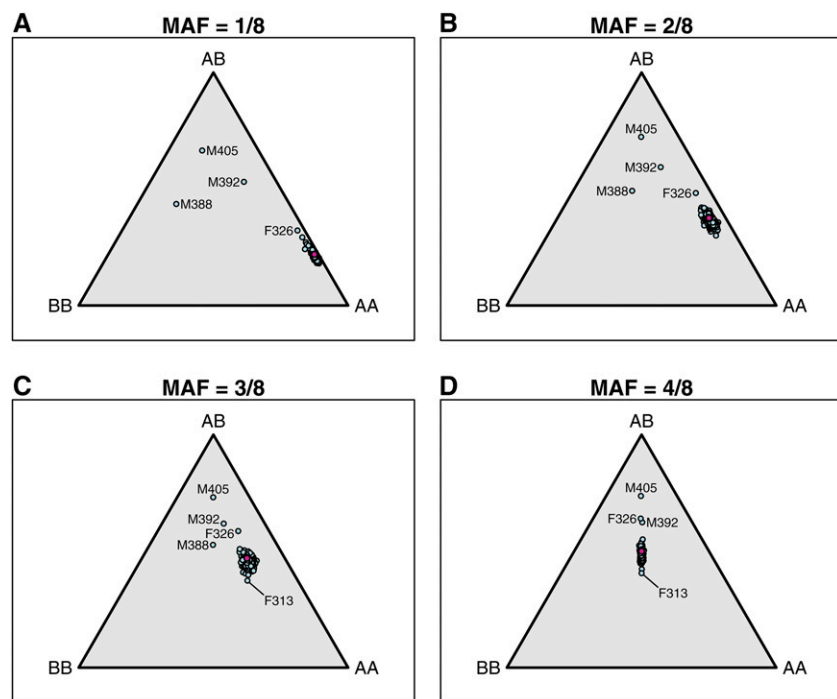 A MAF = 1/8
AB
M405
M392
M388
F326
BB AA
B MAF = 2/8
AB
M405
M392
M388 F326
BB AA
C MAF = 3/8
AB
M405
M392
F326
M388
F313
BB AA
D MAF = 4/8
AB
M405
F326 M392
F313
BB AA